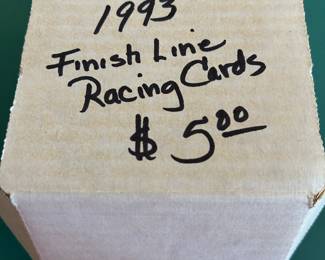 1993
Finish Line
Racing Cards
$ 5.00